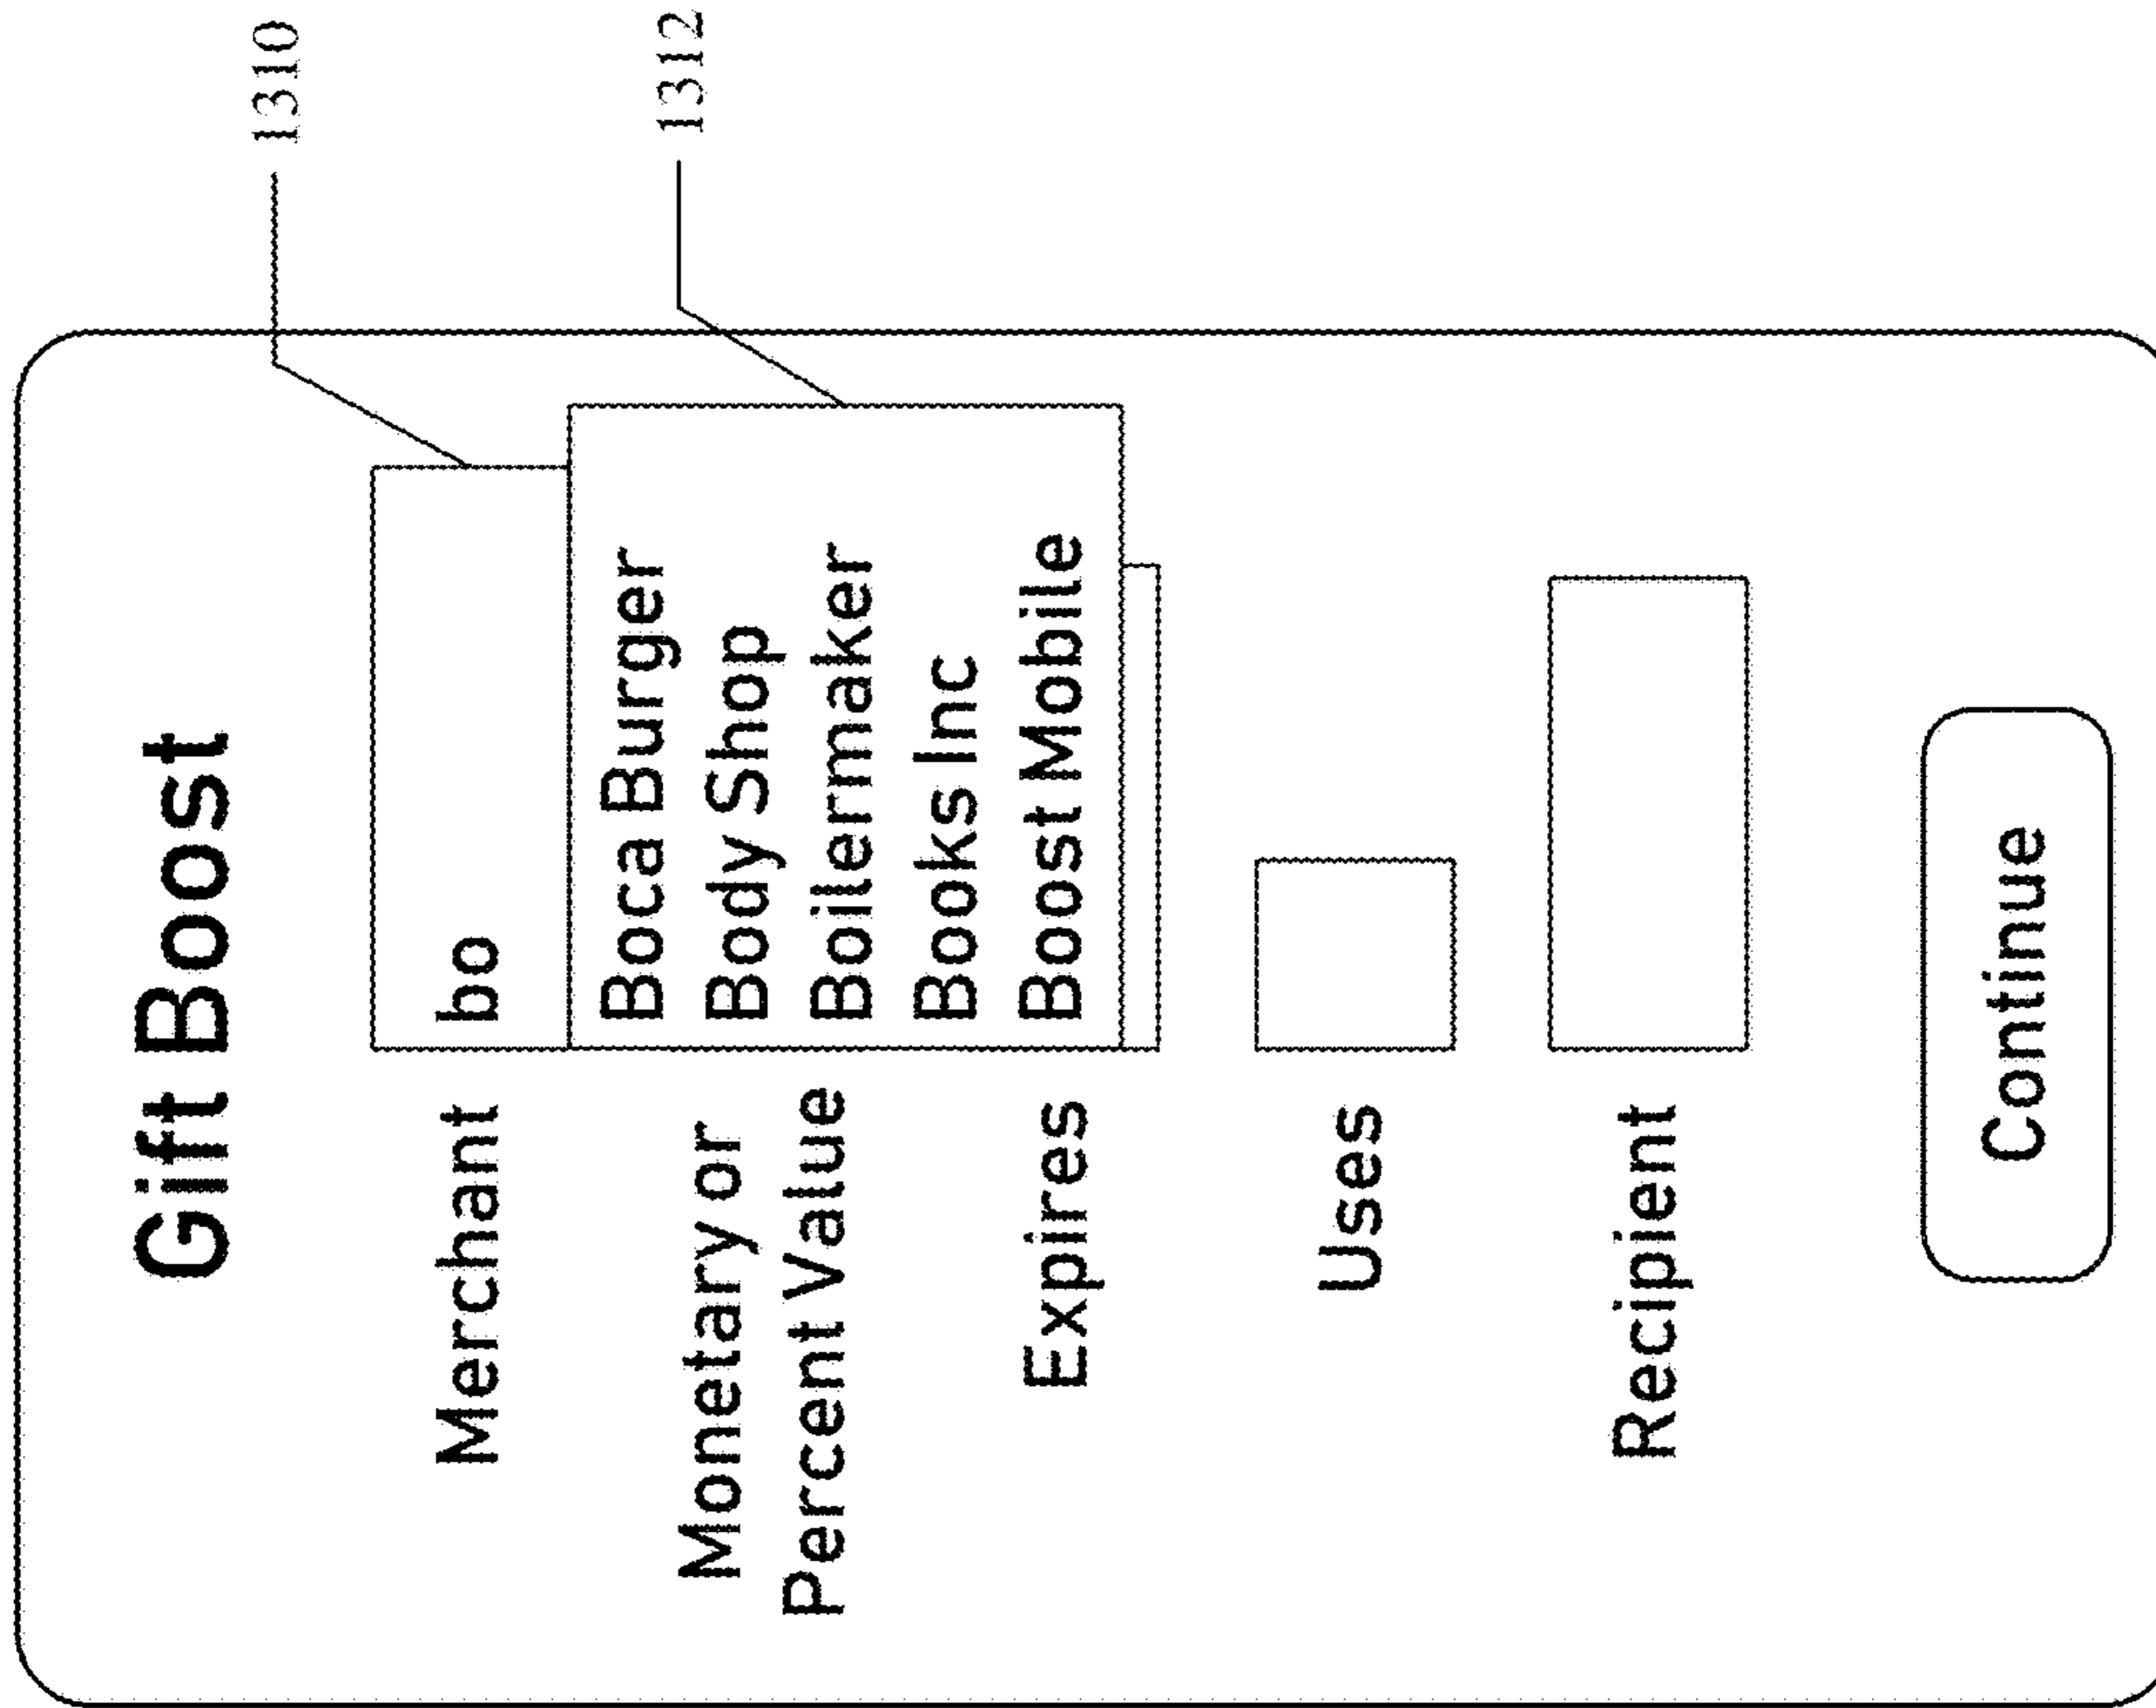 Gift Boost
Merchant
bo
1310
Boca Burger
Body Shop
Boilermaker
Books Inc
Boost Mobile
1312
Monetary or
Percent Value
Expires
Uses
Recipient
Continue